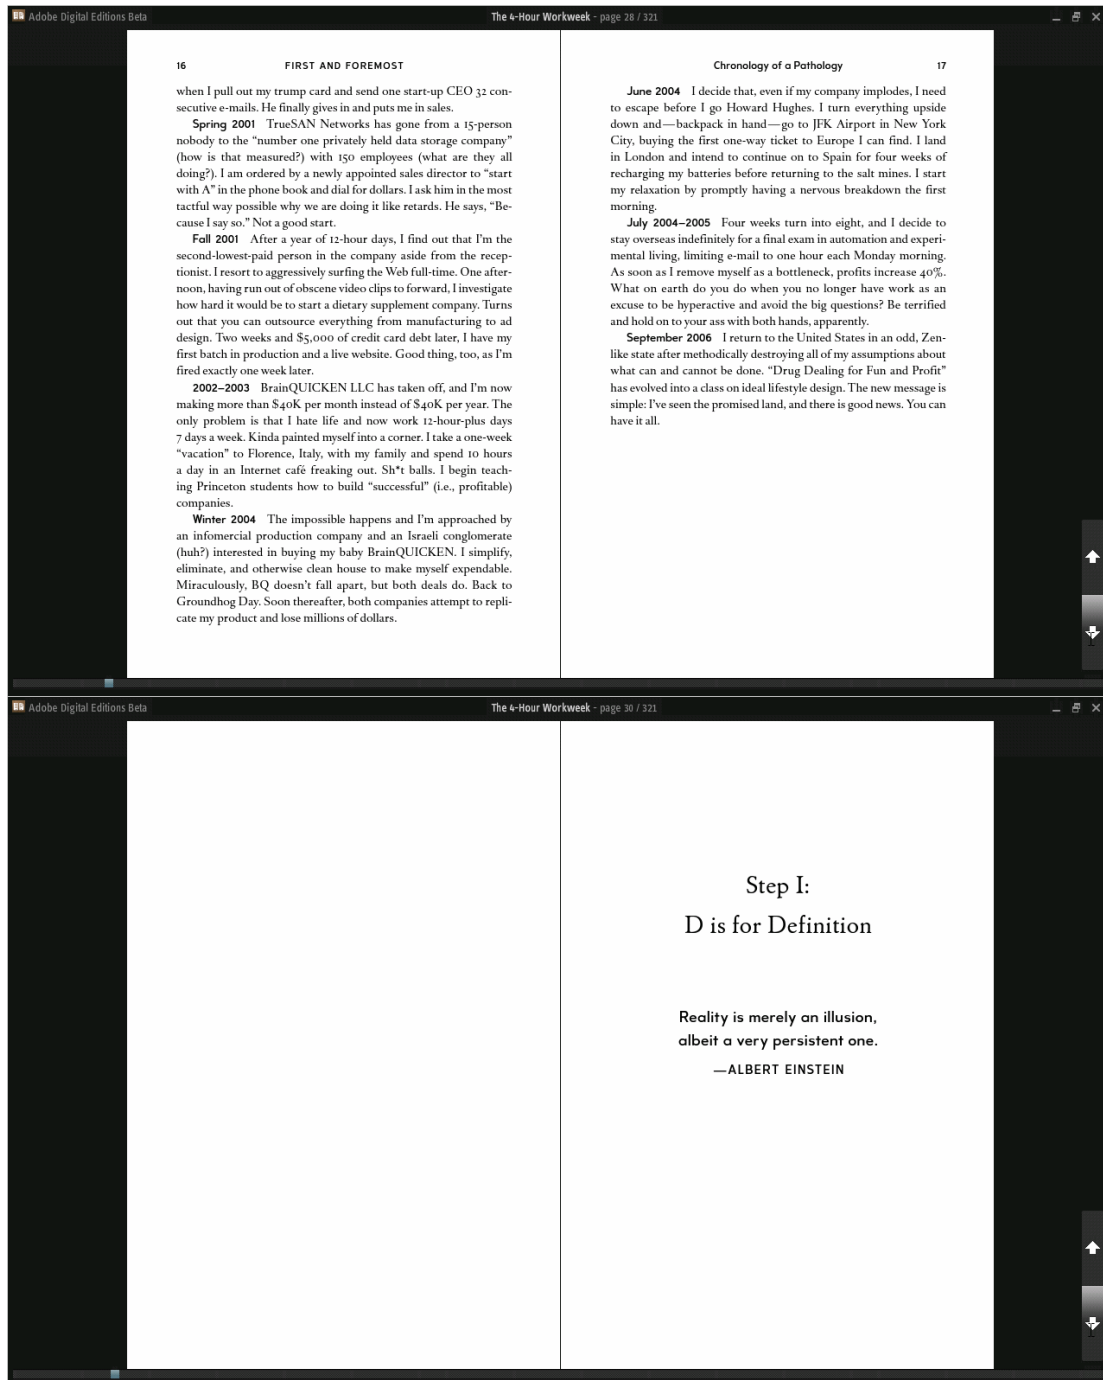 Adobe Digital Editions Beta
The 4-Hour Workweek - page 28 / 321
16
FIRST AND FOREMOST
when I pull out my trump card and send one start-up CEO 32 con-
secutive e-mails. He finally gives in and puts me in sales.
Spring 2001 TrueSAN Networks has gone from a 15-person
nobody to the “number one privately held data storage company”
(how is that measured?) with 150 employees (what are they all
doing?). I am ordered by a newly appointed sales director to “start
with A” in the phone book and dial for dollars. I ask him in the most
tactful way possible why we are doing it like retards. He says, “Be-
cause I say so.” Not a good start.
Fall 2001 After a year of 12-hour days, I find out that I’m the
second-lowest-paid person in the company aside from the recep-
tionist. I resort to aggressively surfing the Web full-time. One after-
noon, having run out of obscene video clips to forward, I investigate
how hard it would be to start a dietary supplement company. Turns
out that you can outsource everything from manufacturing to ad
design. Two weeks and $5,000 of credit card debt later, I have my
first batch in production and a live website. Good thing, too, as I’m
fired exactly one week later.
2002–2003 BrainQUICKEN LLC has taken off, and I’m now
making more than $40K per month instead of $40K per year. The
only problem is that I hate life and now work 12-hour-plus days
7 days a week. Kinda painted myself into a corner. I take a one-week
“vacation” to Florence, Italy, with my family and spend 10 hours
a day in an Internet café freaking out. Sh*t balls. I begin teach-
ing Princeton students how to build “successful” (i.e., profitable)
companies.
Winter 2004 The impossible happens and I’m approached by
an infomercial production company and an Israeli conglomerate
(huh?) interested in buying my baby BrainQUICKEN. I simplify,
eliminate, and otherwise clean house to make myself expendable.
Miraculously, BQ doesn’t fall apart, but both deals do. Back to
Groundhog Day. Soon thereafter, both companies attempt to repli-
cate my product and lose millions of dollars.
Chronology of a Pathology
17
June 2004 I decide that, even if my company implodes, I need
to escape before I go Howard Hughes. I turn everything upside
down and—backpack in hand—go to JFK Airport in New York
City, buying the first one-way ticket to Europe I can find. I land
in London and intend to continue on to Spain for four weeks of
recharging my batteries before returning to the salt mines. I start
my relaxation by promptly having a nervous breakdown the first
morning.
July 2004–2005 Four weeks turn into eight, and I decide to
stay overseas indefinitely for a final exam in automation and experi-
mental living, limiting e-mail to one hour each Monday morning.
As soon as I remove myself as a bottleneck, profits increase 40%.
What on earth do you do when you no longer have work as an
excuse to be hyperactive and avoid the big questions? Be terrified
and hold on to your ass with both hands, apparently.
September 2006 I return to the United States in an odd, Zen-
like state after methodically destroying all of my assumptions about
what can and cannot be done. “Drug Dealing for Fun and Profit”
has evolved into a class on ideal lifestyle design. The new message is
simple: I’ve seen the promised land, and there is good news. You can
have it all.
Adobe Digital Editions Beta
The 4-Hour Workweek - page 30 / 321
Step I:
D is for Definition
Reality is merely an illusion,
albeit a very persistent one.
—ALBERT EINSTEIN